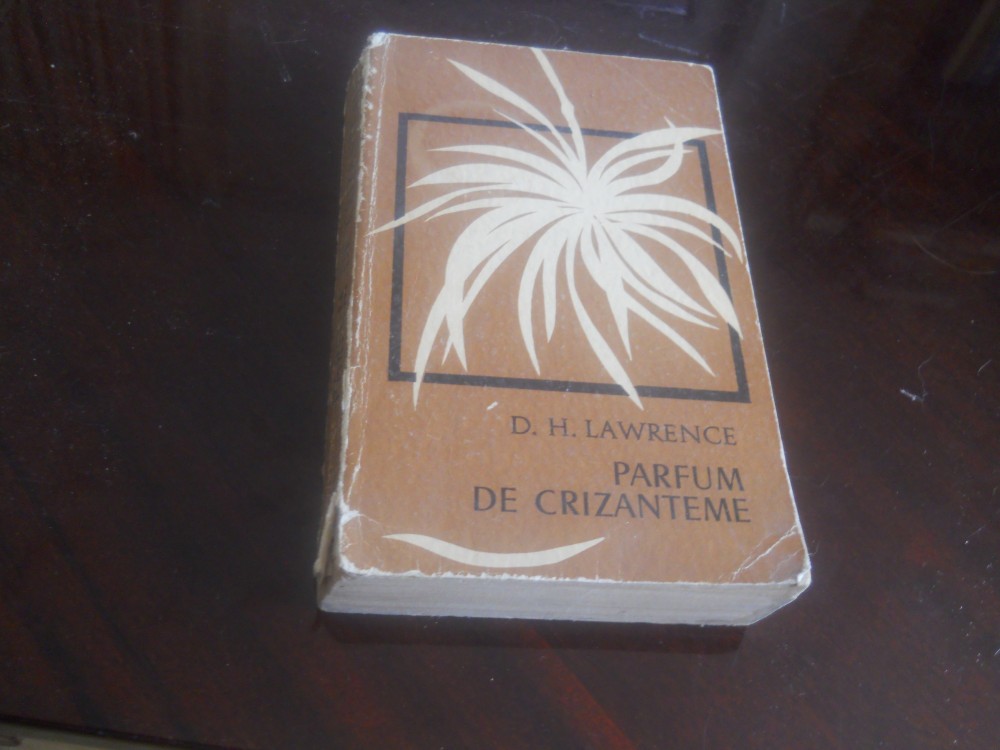 D. H. LAWRENCE
PARFUM
DE CRIZANTEME